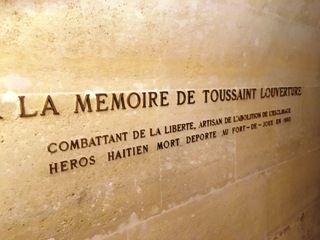 A LA MEMOIRE DE TOUSSAINT LOUVERTURE
COMBATTANT DE LA LIBERTE, ARTISAN DE L'ABOLITION DE L'ESCLAVAGE
HEROS HAITIEN MORT DEPORTE AU FORT-DE-JOUX EN 1803